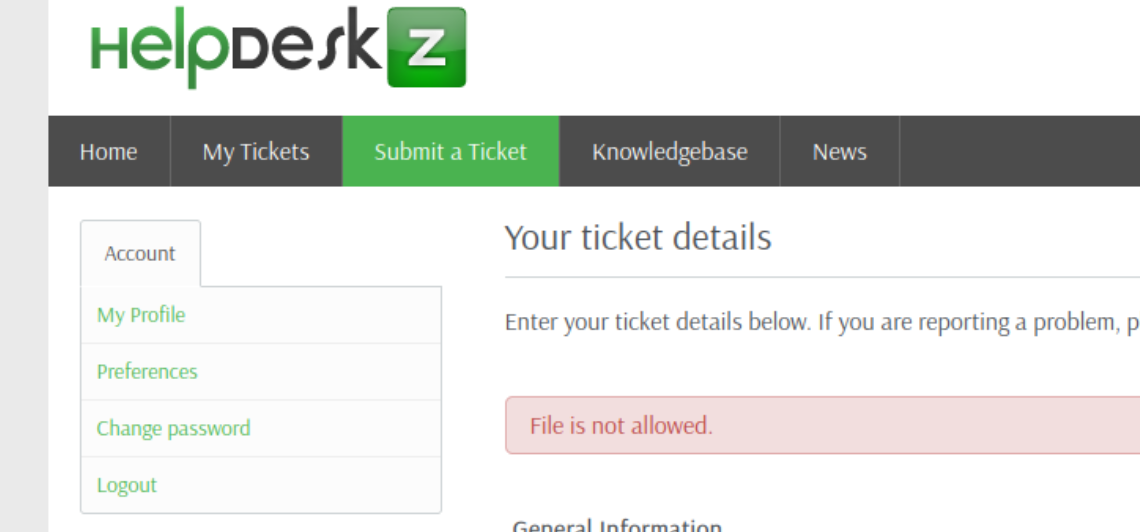 HelpDesk Z
Home My Tickets Submit a Ticket Knowledgebase News
Account
My Profile
Preferences
Change password
Logout
Your ticket details
Enter your ticket details below. If you are reporting a problem, p
File is not allowed.
General Information